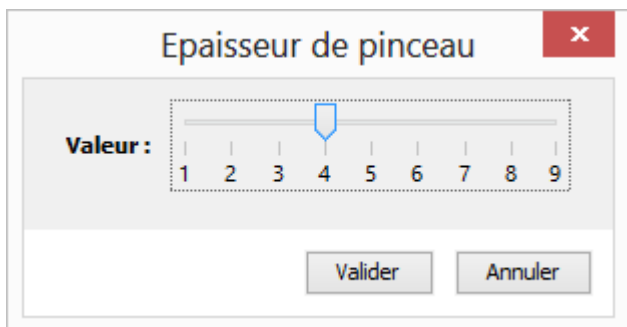 Epaisseur de pinceau
Valeur :
1 2 3 4 5 6 7 8 9
Valider Annuler